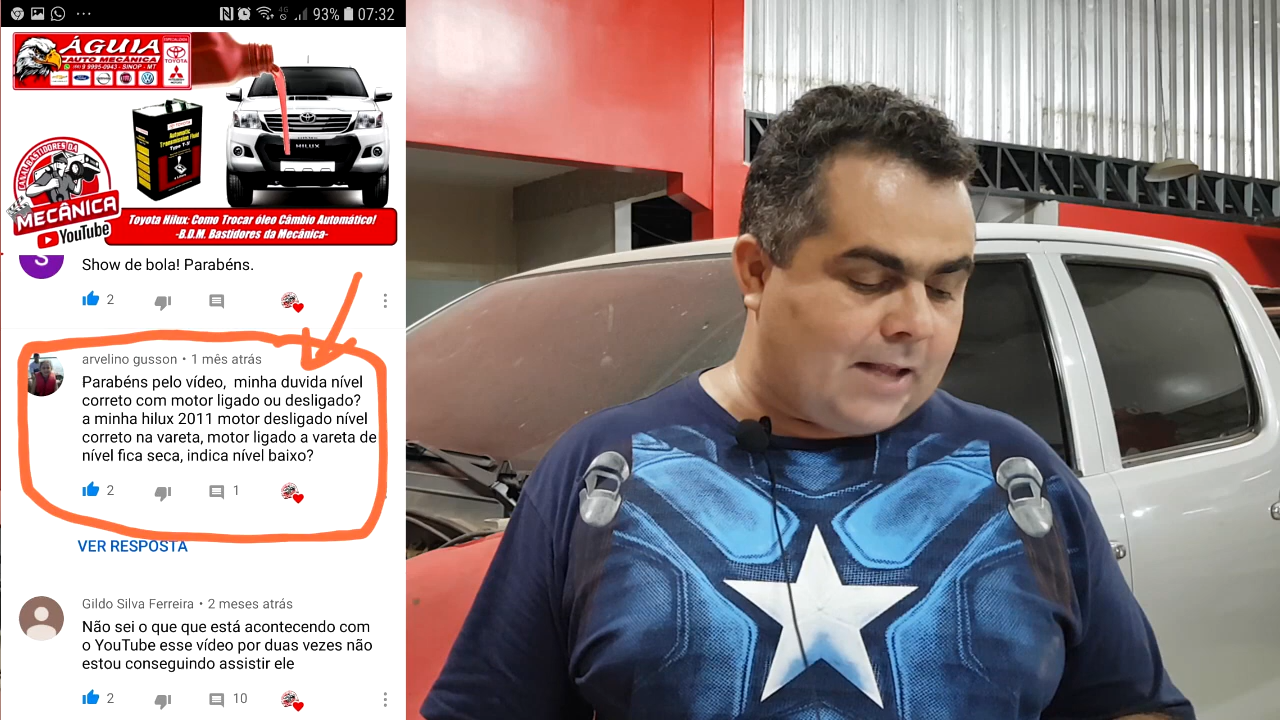 93% 07:32
ÁGUIA
AUTO MECÂNICA
ESPECIALIZADA
TOYOTA
MITSUBISHI
Automatic
Transmission Fluid
Type T-IV
HILUX
CANAL BASTIDORES DA
MECÂNICA
YouTube
Toyota Hilux: Como Trocar óleo Câmbio Automático!
-B.D.M. Bastidores da Mecânica-
S
Show de bola! Parabéns.
2
arvelino gusson • 1 mês atrás
Parabéns pelo vídeo, minha duvida nível
correto com motor ligado ou desligado?
a minha hilux 2011 motor desligado nível
correto na vareta, motor ligado a vareta de
nível fica seca, indica nível baixo?
2 1
VER RESPOSTA
Gildo Silva Ferreira • 2 meses atrás
Não sei o que que está acontecendo com
o YouTube esse vídeo por duas vezes não
estou conseguindo assistir ele
2 10